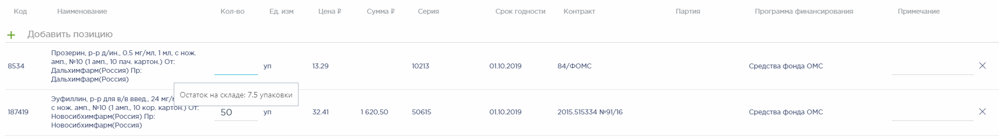 Код Наименование Кол-во Ед. изм Цена ₽ Сумма ₽ Серия Срок годности Контракт Партия Программа финансирования Примечание
+ Добавить позицию
Прозерин, р-р д/ин., 0.5 мг/мл, 1 мл, с нож.
амп., №10 (1 амп., 10 пач. картон.) От:
8534 уп 13.29 10213 01.10.2019 84/ФОМС Средства фонда ОМС
Дальхимфарм(Россия) Пр:
Дальхимфарм(Россия)
Остаток на складе: 7.5 упаковки
Эуфиллин, р-р для в/в введ., 24 мг/
с нож. амп., №10 (1 амп., 10 кор. картон.) От:
187419 50 уп 32.41 1 620,50 50615 01.10.2019 2015.515334 №91/16 Средства фонда ОМС
Новосибхимфарм(Россия) Пр:
Новосибхимфарм(Россия)